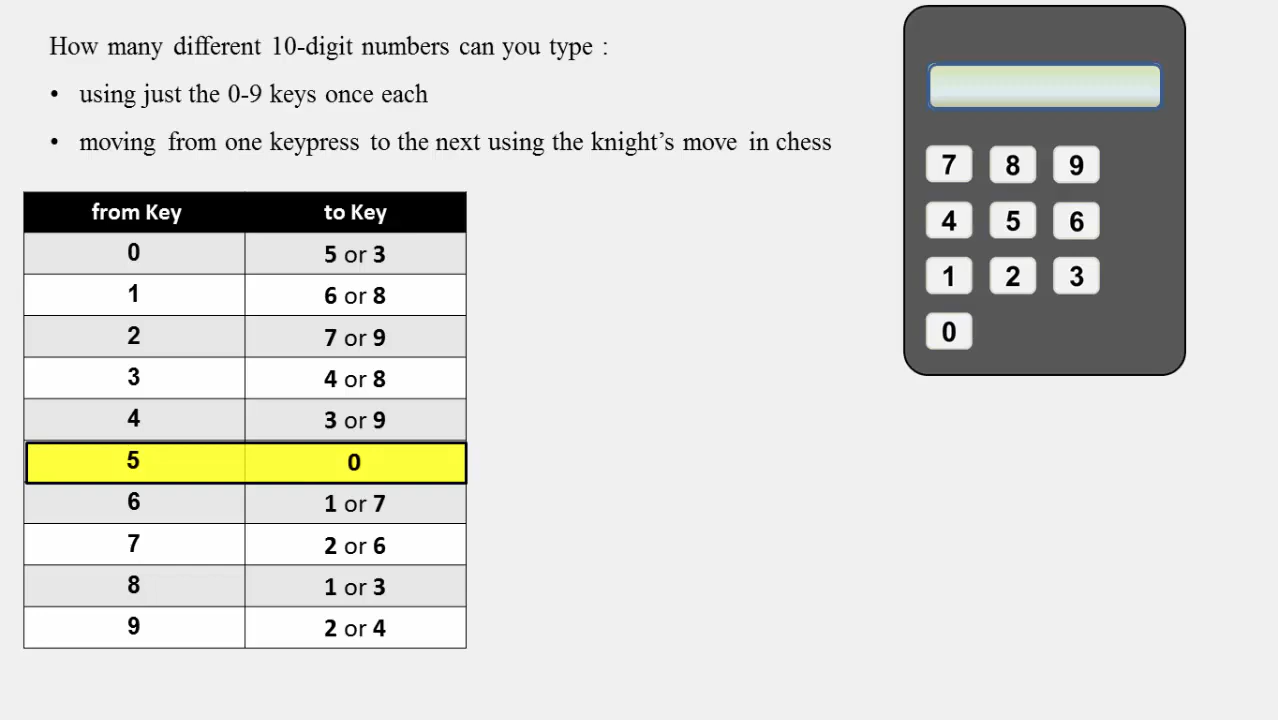 How many different 10-digit numbers can you type :
• using just the 0-9 keys once each
• moving from one keypress to the next using the knight's move in chess
from Key to Key
0 5 or 3
1 6 or 8
2 7 or 9
3 4 or 8
4 3 or 9
5 0
6 1 or 7
7 2 or 6
8 1 or 3
9 2 or 4
7 8 9
4 5 6
1 2 3
0